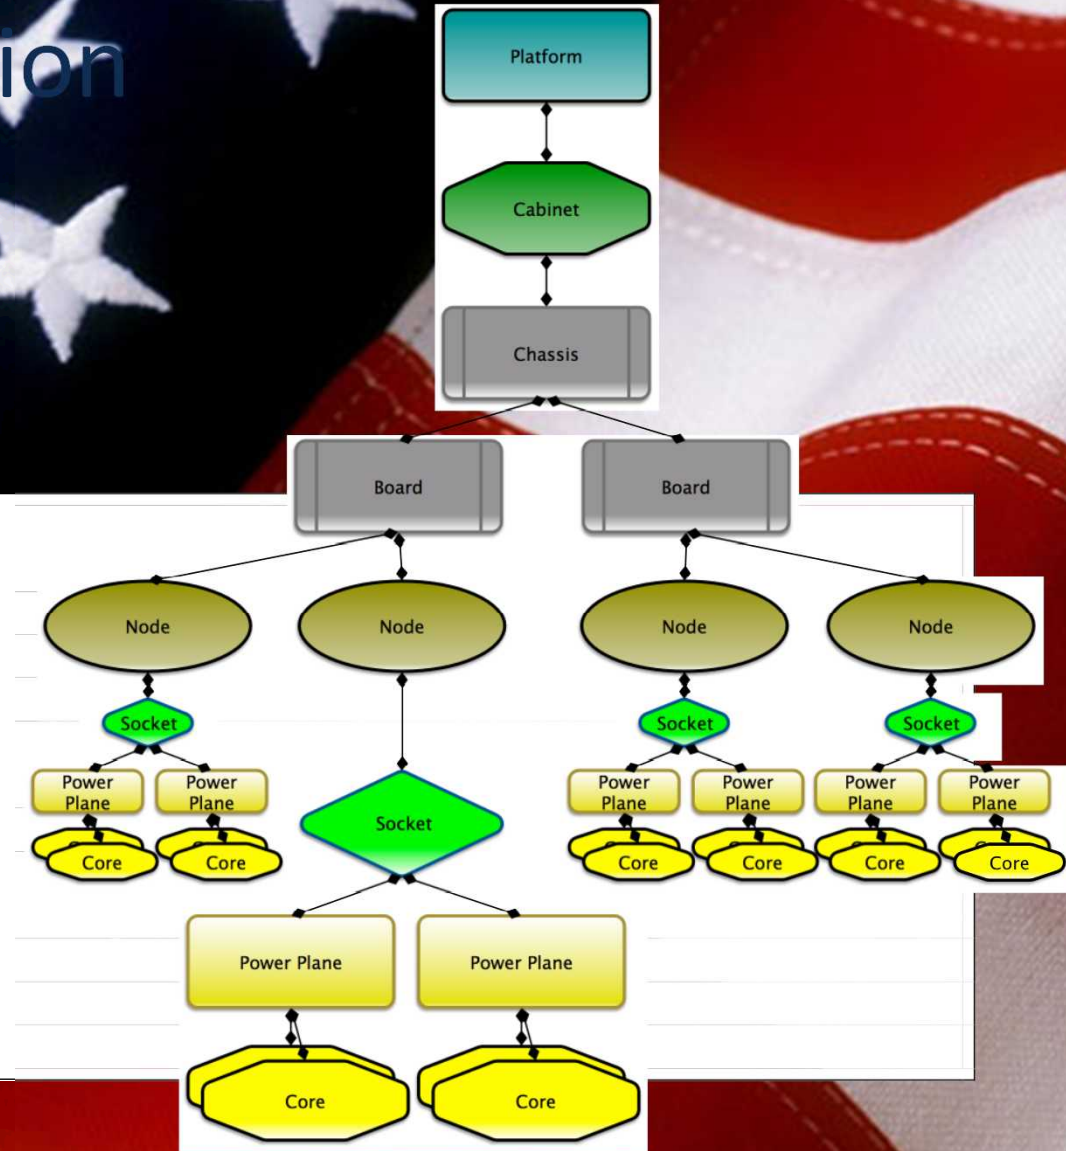 ion
Platform
Cabinet
Chassis
Board Board
Node Node Node Node
Socket Socket Socket
Power Plane Power Plane Power Plane Power Plane Power Plane Power Plane
Socket
Core Core Core Core Core Core
Power Plane Power Plane
Core Core